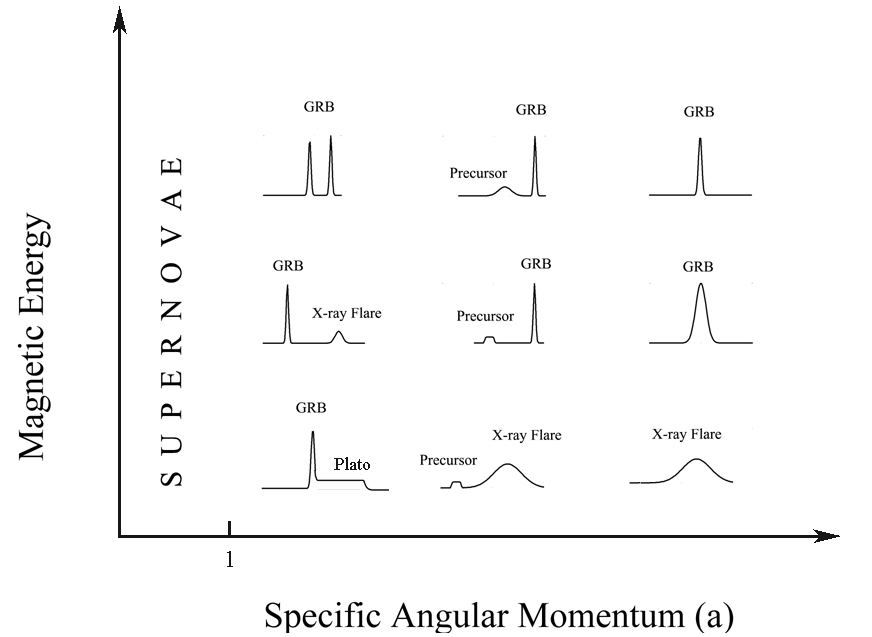 GRB
GRB
GRB
Precursor
GRB
GRB
GRB
X-ray Flare
Precursor
GRB
X-ray Flare
X-ray Flare
Plato
Precursor
SUPERNOVAE
Magnetic Energy
1
Specific Angular Momentum (a)